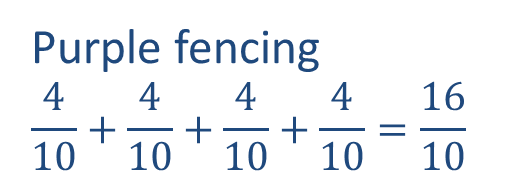 Purple fencing
4/10 + 4/10 + 4/10 + 4/10 = 16/10